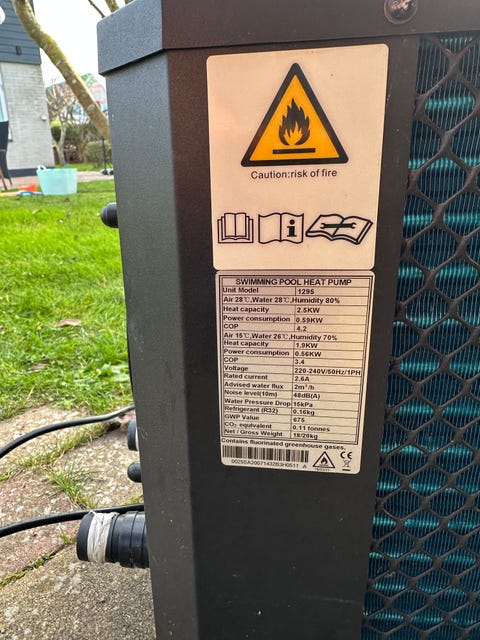 Caution:risk of fire
SWIMMING POOL HEAT PUMP
Unit Model 1295
Air 28℃,Water 28℃,Humidity 80%
Heat capacity 2.5KW
Power consumption 0.59KW
COP 4.2
Air 15℃,Water 26℃,Humidity 70%
Heat capacity 1.9KW
Power consumption 0.56KW
COP 3.4
Voltage 220-240V/50Hz/1PH
Rated current 2.6A
Advised water flux 2m³/h
Noise level(10m) 48dB(A)
Water Pressure Drop 15kPa
Refrigerant (R32) 0.16kg
GWP Value 675
CO₂ equivalent 0.11 tonnes
Net / Gross Weight 18/20kg
Contains fluorinated greenhouse gases.
CE